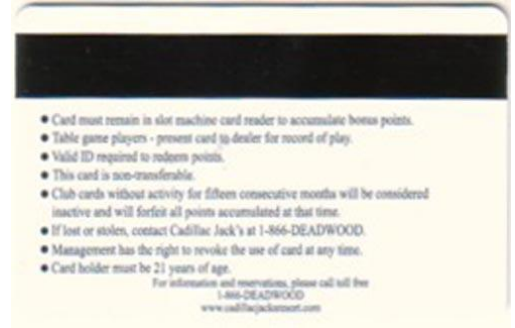 ● Card must remain in slot machine card reader to accumulate bonus points.
● Table game players - present card to dealer for record of play.
● Valid ID required to redeem points.
● This card is non-transferable.
● Club cards without activity for fifteen consecutive months will be considered
inactive and will forfeit all points accumulated at that time.
● If lost or stolen, contact Cadillac Jack's at 1-866-DEADWOOD.
● Management has the right to revoke the use of card at any time.
● Card holder must be 21 years of age.
For information and reservations, please call toll free
1-866-DEADWOOD
www.cadillacjacksresort.com